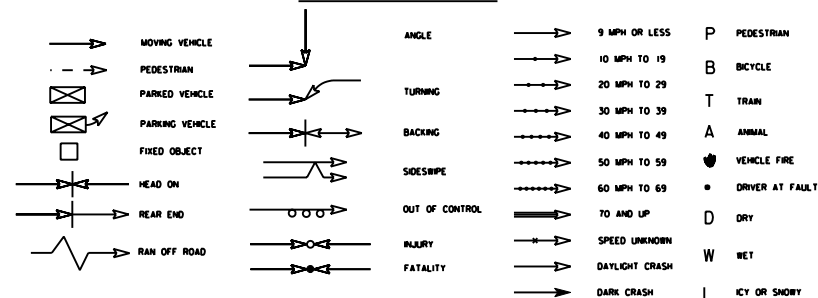 MOVING VEHICLE
PEDESTRIAN
PARKED VEHICLE
PARKING VEHICLE
FIXED OBJECT
HEAD ON
REAR END
RAN OFF ROAD
ANGLE
TURNING
BACKING
SIDESWIPE
OUT OF CONTROL
INJURY
FATALITY
9 MPH OR LESS
10 MPH TO 19
20 MPH TO 29
30 MPH TO 39
40 MPH TO 49
50 MPH TO 59
60 MPH TO 69
70 AND UP
SPEED UNKNOWN
DAYLIGHT CRASH
DARK CRASH
P PEDESTRIAN
B BICYCLE
T TRAIN
A ANIMAL
VEHICLE FIRE
DRIVER AT FAULT
D DRY
W WET
I ICY OR SNOWY